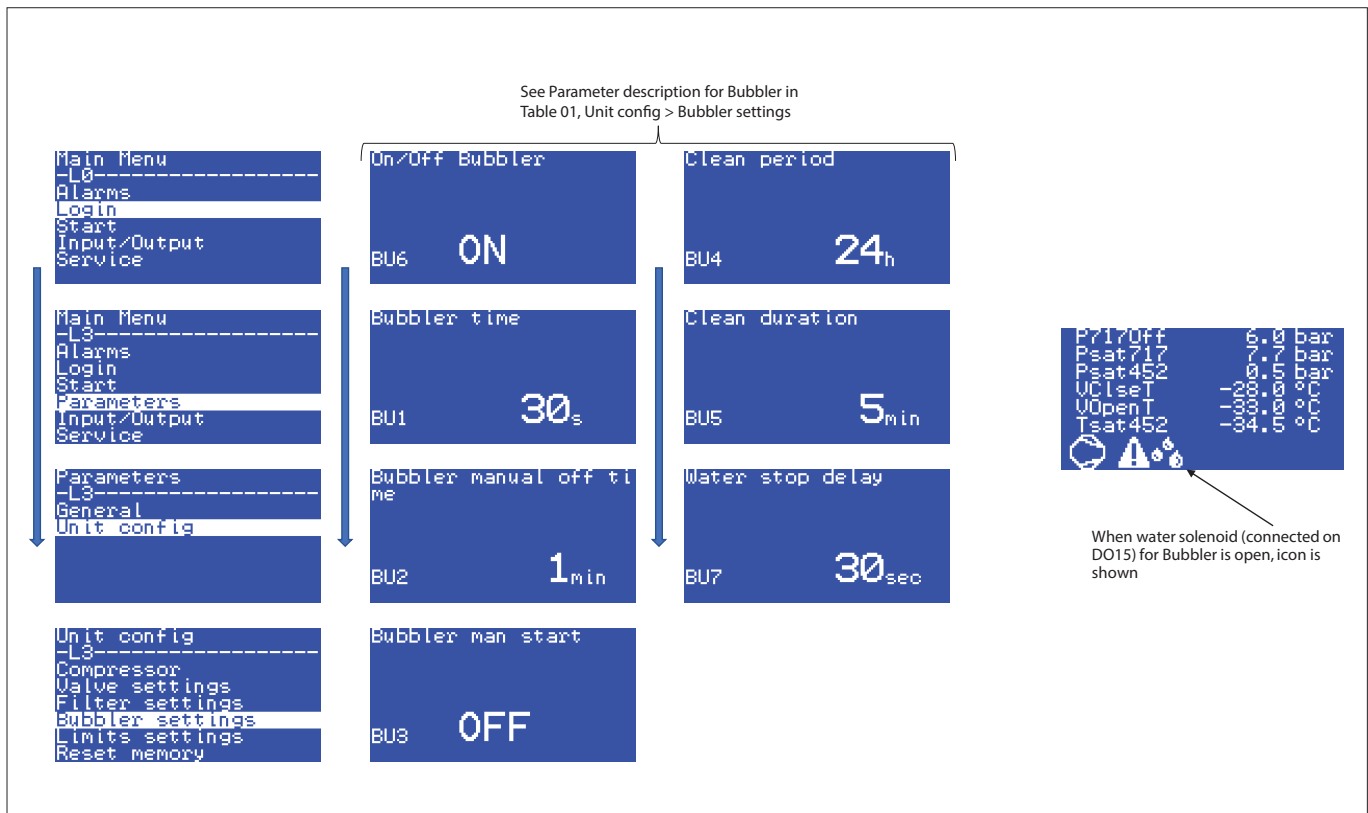 See Parameter description for Bubbler in
Table 01, Unit config > Bubbler settings
Main Menu
-L0-------------------
Alarms
Login
Start
Input/Output
Service
Main Menu
-L3-------------------
Alarms
Login
Start
Parameters
Input/Output
Service
Parameters
-L3-------------------
General
Unit config
Unit config
-L3-------------------
Compressor
Valve settings
Filter settings
Bubbler settings
Limits settings
Reset memory
On/Off Bubbler
BU6 ON
Bubbler time
BU1 30s
Bubbler manual off ti
me
BU2 1min
Bubbler man start
BU3 OFF
Clean period
BU4 24h
Clean duration
BU5 5min
Water stop delay
BU7 30sec
P717Off 6.0 bar
Psat717 7.7 bar
Psat452 0.5 bar
VClseT -28.0 °C
VOpenT -33.0 °C
Tsat452 -34.5 °C
When water solenoid (connected on
DO15) for Bubbler is open, icon is
shown